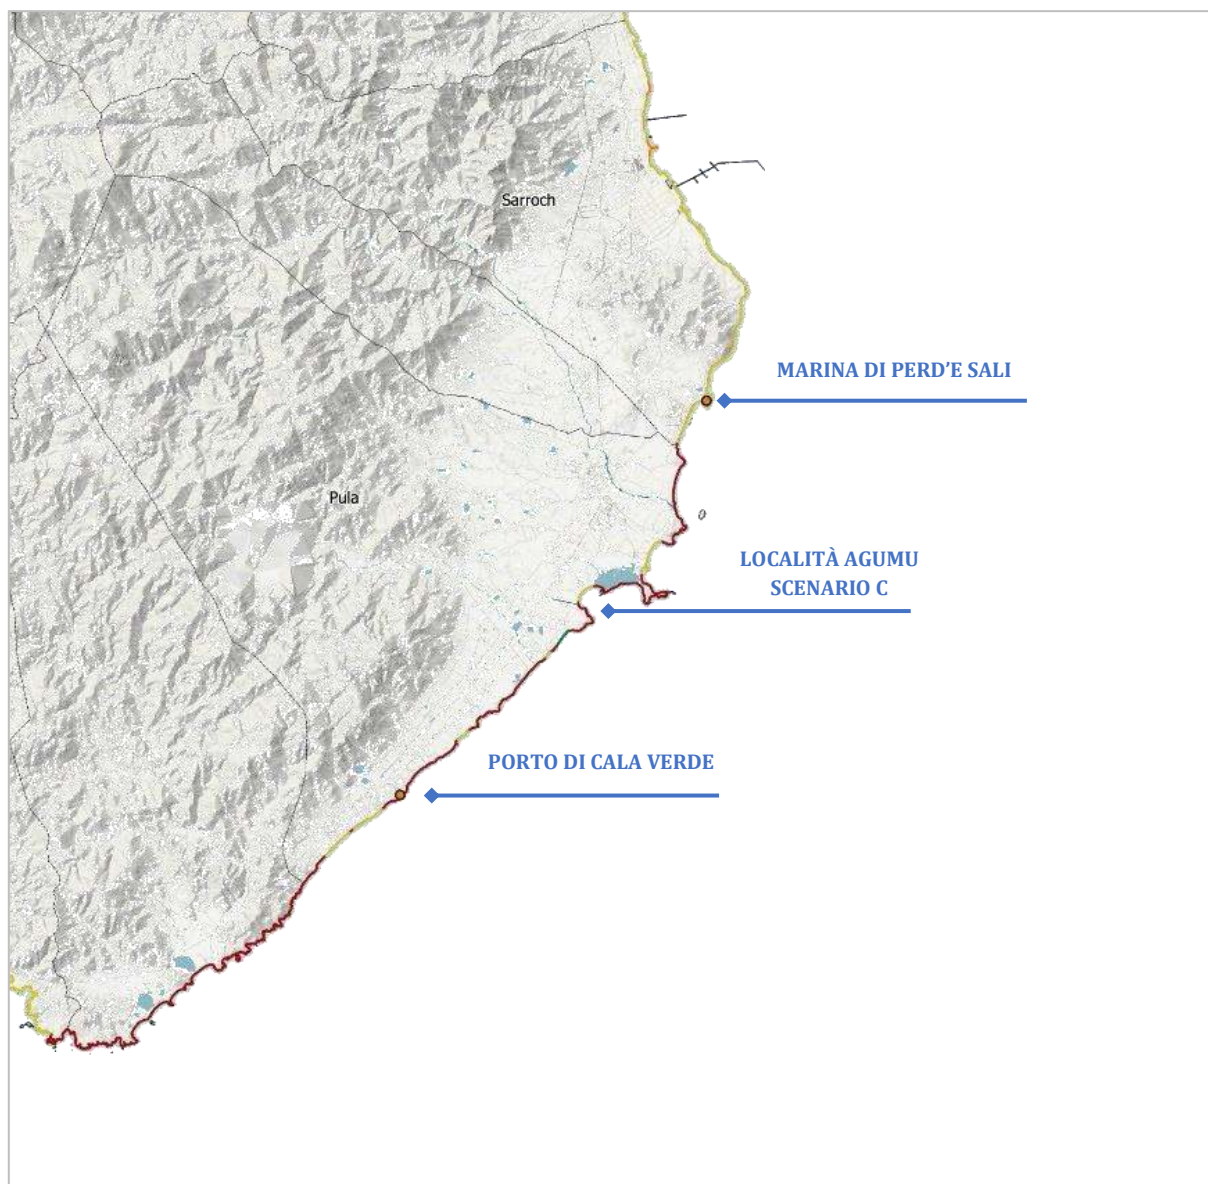 Sarroch
MARINA DI PERD'E SALI
Pula
LOCALITÀ AGUMU
SCENARIO C
PORTO DI CALA VERDE